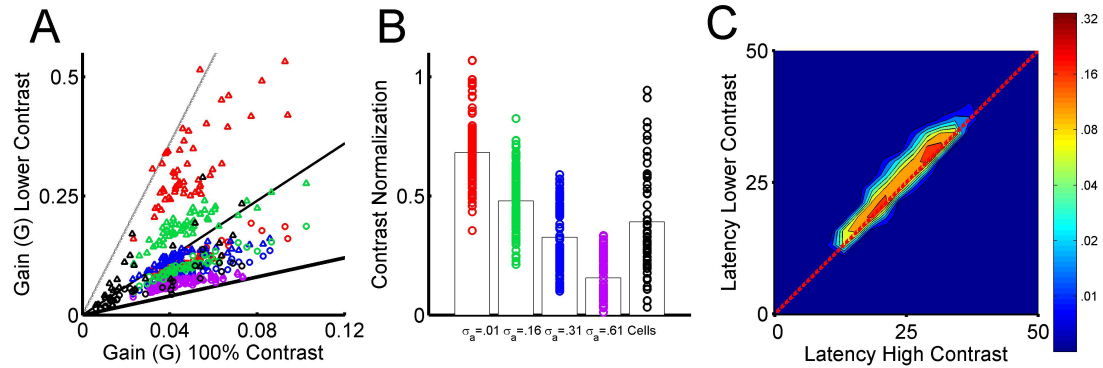 A
B
C
Gain (G) Lower Contrast
0.5
0.25
0
0
0.04
0.08
0.12
Gain (G) 100% Contrast
Contrast Normalization
1
0.5
0
σa=.01 σa=.16 σa=.31 σa=.61 Cells
Latency Lower Contrast
50
25
0
0
25
50
Latency High Contrast
.32
.16
.08
.04
.02
.01